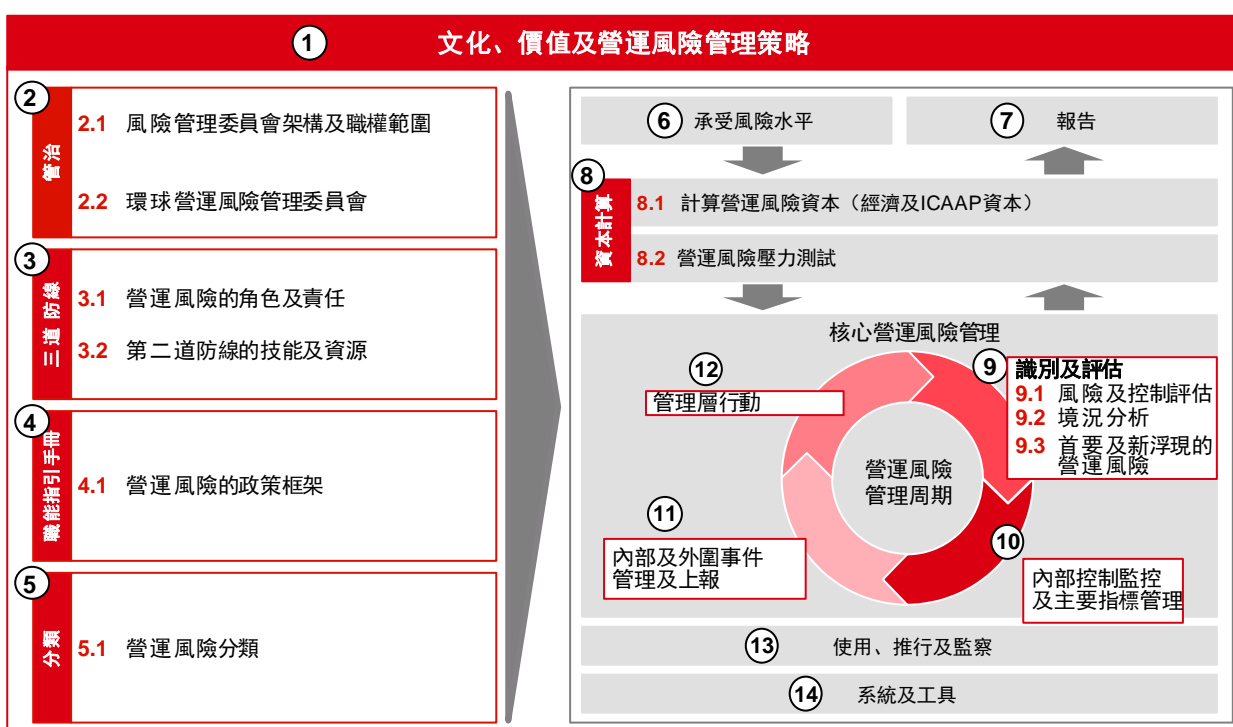 1 文化、價值及營運風險管理策略
2
管治
2.1 風險管理委員會架構及職權範圍
2.2 環球營運風險管理委員會
3
三道 防線
3.1 營運風險的角色及責任
3.2 第二道防線的技能及資源
4
職能指引手冊
4.1 營運風險的政策框架
5
分類
5.1 營運風險分類
6 承受風險水平
7 報告
8
資本計算
8.1 計算營運風險資本（經濟及ICAAP資本）
8.2 營運風險壓力測試
核心營運風險管理
營運風險
管理周期
9 識別及評估
9.1 風險及控制評估
9.2 境況分析
9.3 首要及新浮現的
營運風險
10
內部控制監控
及主要指標管理
11
內部及外圍事件
管理及上報
12
管理層行動
13 使用、推行及監察
14 系統及工具